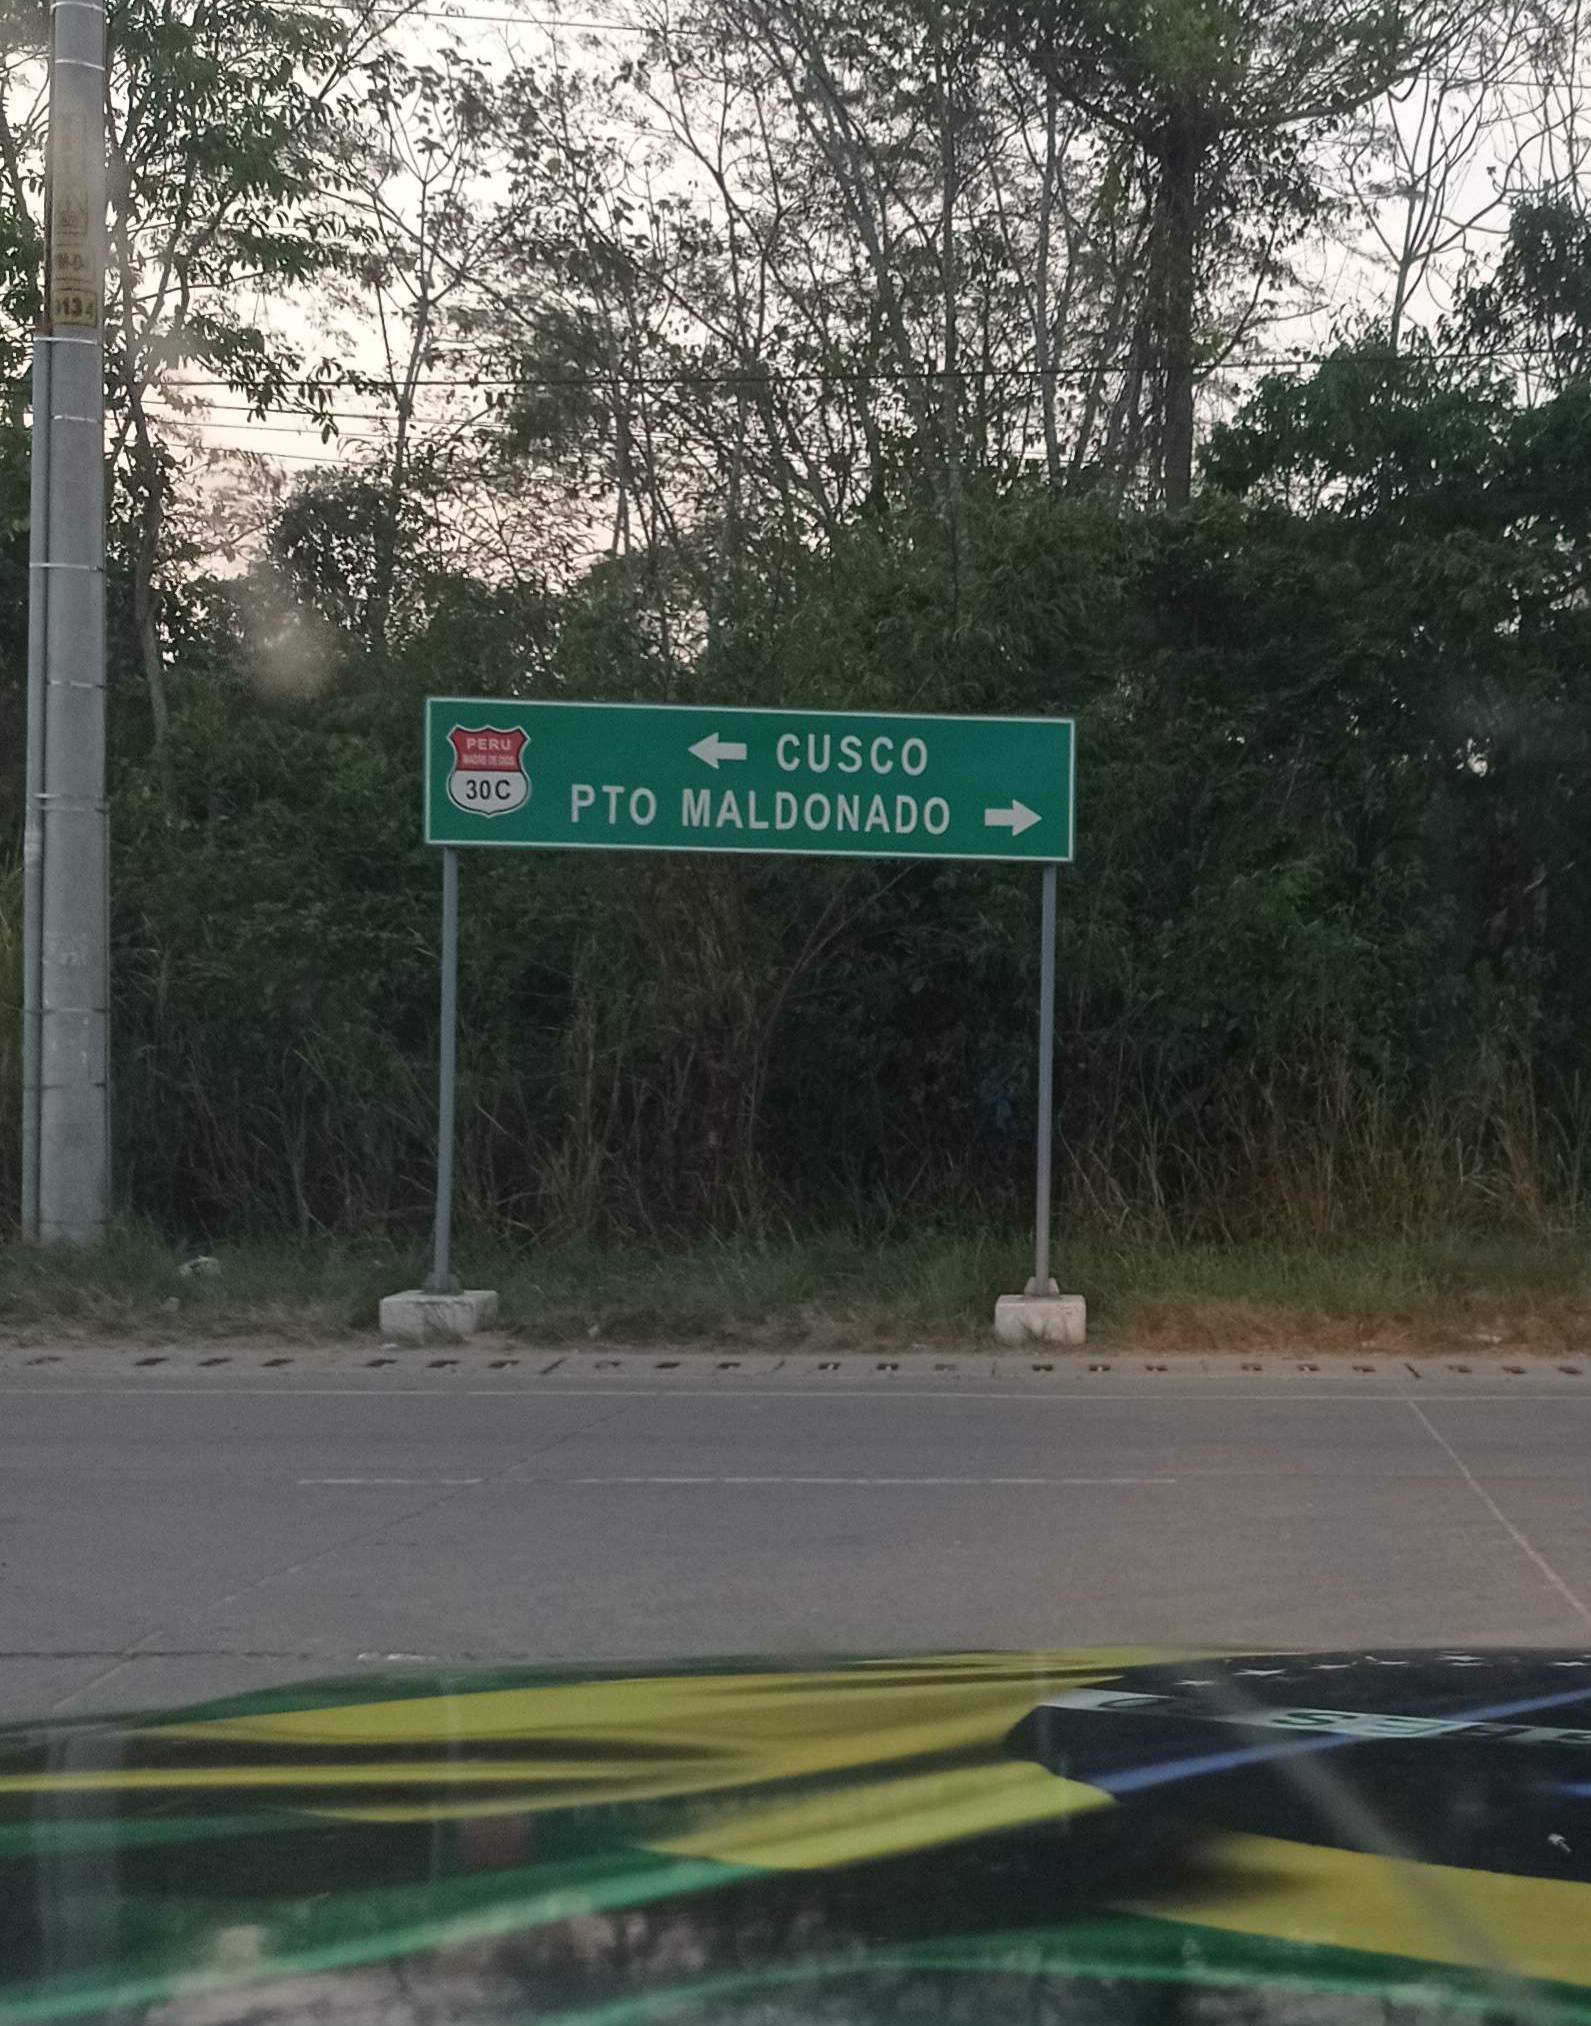 PERU
MADRE DE DIOS
30C
← CUSCO
PTO MALDONADO →